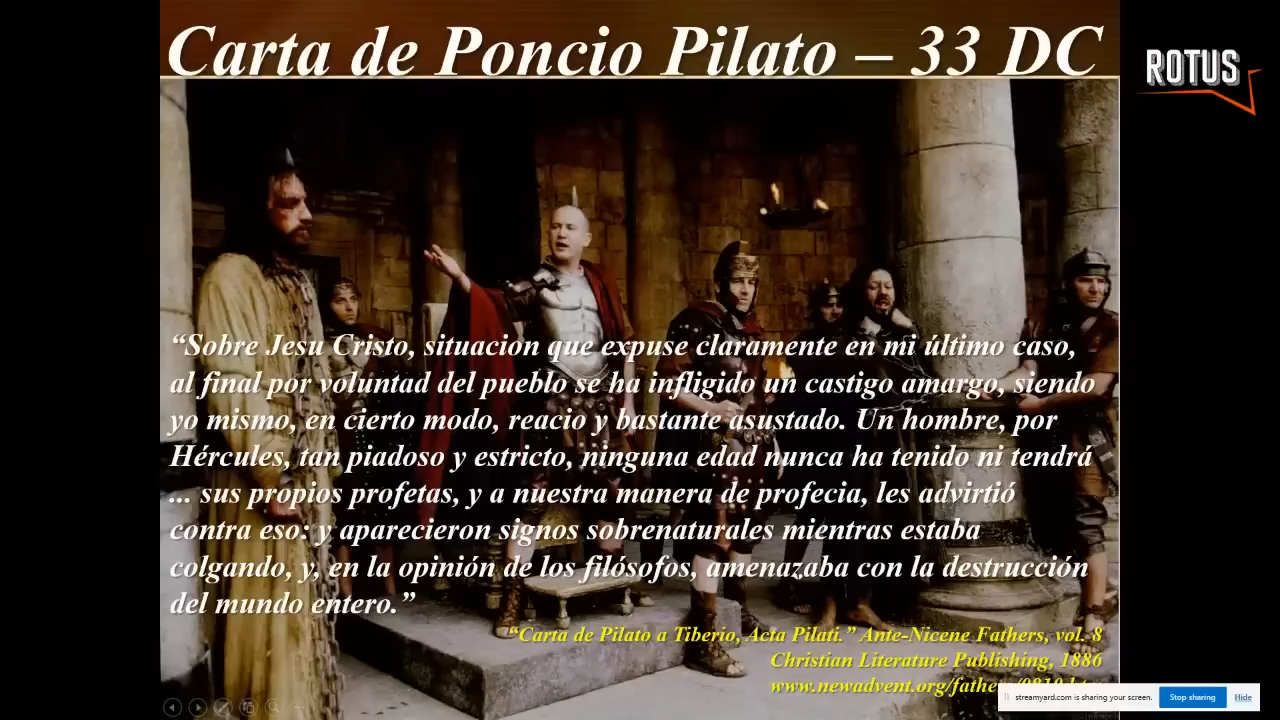 Carta de Poncio Pilato – 33 DC
ROTUS
“Sobre Jesu Cristo, situacion que expuse claramente en mi último caso,
al final por voluntad del pueblo se ha infligido un castigo amargo, siendo
yo mismo, en cierto modo, reacio y bastante asustado. Un hombre, por
Hércules, tan piadoso y estricto, ninguna edad nunca ha tenido ni tendrá
... sus propios profetas, y a nuestra manera de profecia, les advirtió
contra eso: y aparecieron signos sobrenaturales mientras estaba
colgando, y, en la opinión de los filósofos, amenazaba con la destrucción
del mundo entero.”
“Carta de Pilato a Tiberio, Acta Pilati.” Ante-Nicene Fathers, vol. 8
Christian Literature Publishing, 1886
streamyard.com is sharing your screen. Stop sharing Hide